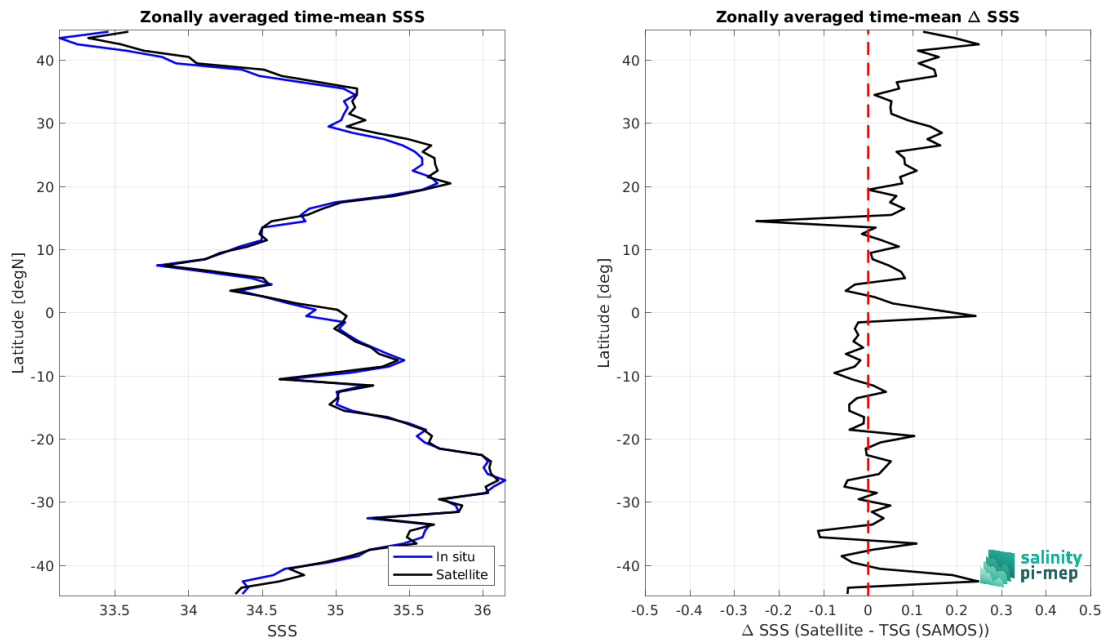 Zonally averaged time-mean SSS
40
30
20
10
0
-10
-20
-30
-40
Latitude [degN]
33.5 34 34.5 35 35.5 36
SSS
In situ
Satellite
Zonally averaged time-mean Δ SSS
40
30
20
10
0
-10
-20
-30
-40
Latitude [deg]
-0.5 -0.4 -0.3 -0.2 -0.1 0 0.1 0.2 0.3 0.4 0.5
Δ SSS (Satellite - TSG (SAMOS))
salinity
pi-mep